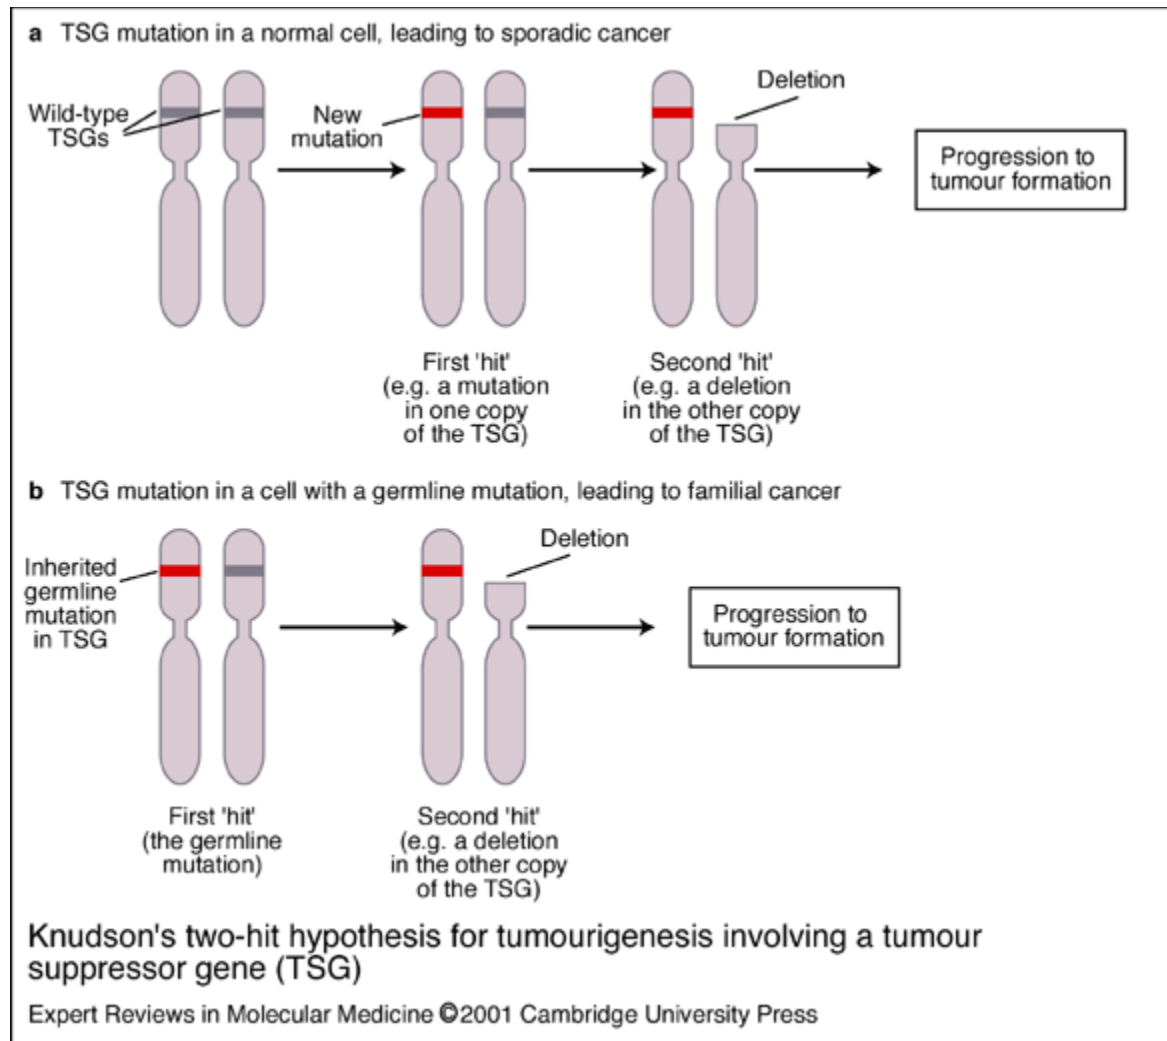 a TSG mutation in a normal cell, leading to sporadic cancer
Wild-type
TSGs
New
mutation
Deletion
Progression to
tumour formation
First 'hit'
(e.g. a mutation
in one copy
of the TSG)
Second 'hit'
(e.g. a deletion
in the other copy
of the TSG)
b TSG mutation in a cell with a germline mutation, leading to familial cancer
Inherited
germline
mutation
in TSG
Deletion
Progression to
tumour formation
First 'hit'
(the germline
mutation)
Second 'hit'
(e.g. a deletion
in the other copy
of the TSG)
Knudson's two-hit hypothesis for tumourigenesis involving a tumour
suppressor gene (TSG)
Expert Reviews in Molecular Medicine ©2001 Cambridge University Press